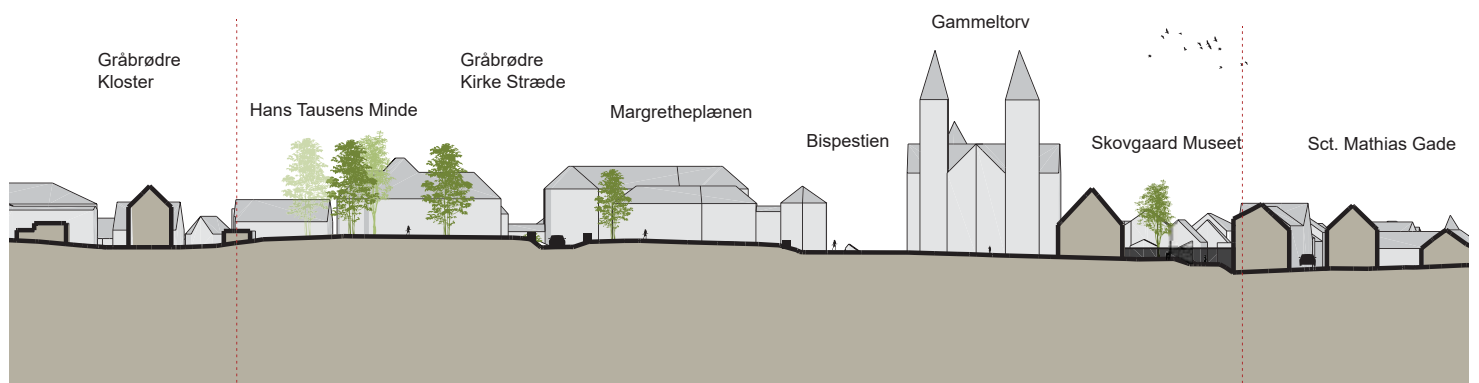 Gråbrødre
Kloster
Hans Tausens Minde
Gråbrødre
Kirke Stræde
Margretheplænen
Bispestien
Gammeltorv
Skovgaard Museet
Sct. Mathias Gade